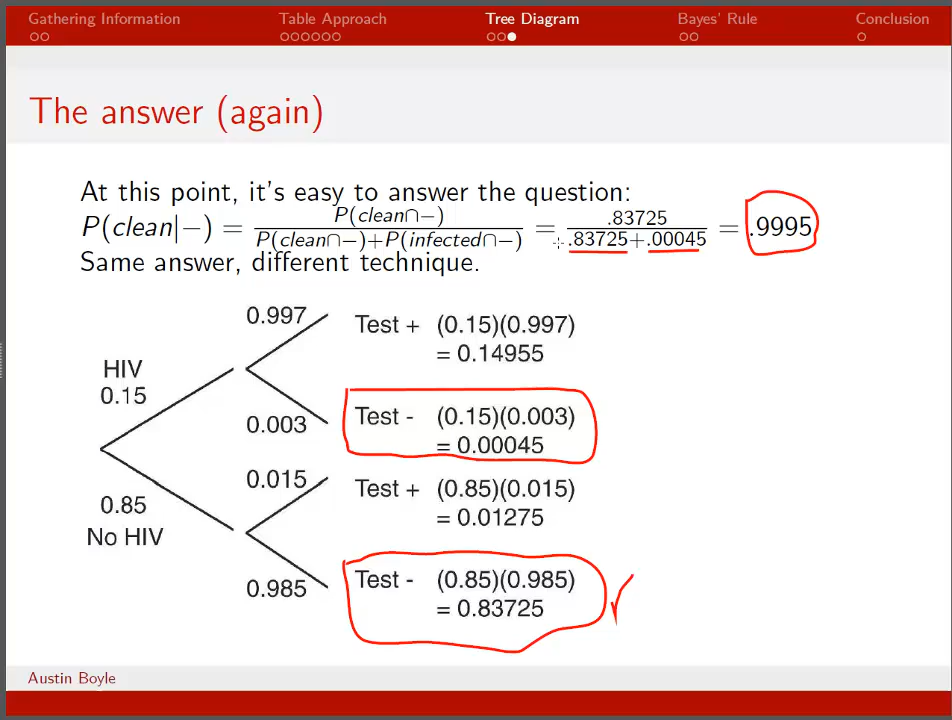 Gathering Information Table Approach Tree Diagram Bayes' Rule Conclusion
The answer (again)
At this point, it's easy to answer the question:
P(clean|−) = P(clean∩−) / P(clean∩−)+P(infected∩−) = .83725 / .83725+.00045 = .9995
Same answer, different technique.
0.997
Test + (0.15)(0.997)
= 0.14955
HIV
0.15
Test - (0.15)(0.003)
0.003
= 0.00045
0.015
Test + (0.85)(0.015)
0.85
= 0.01275
No HIV
Test - (0.85)(0.985)
0.985
= 0.83725
Austin Boyle